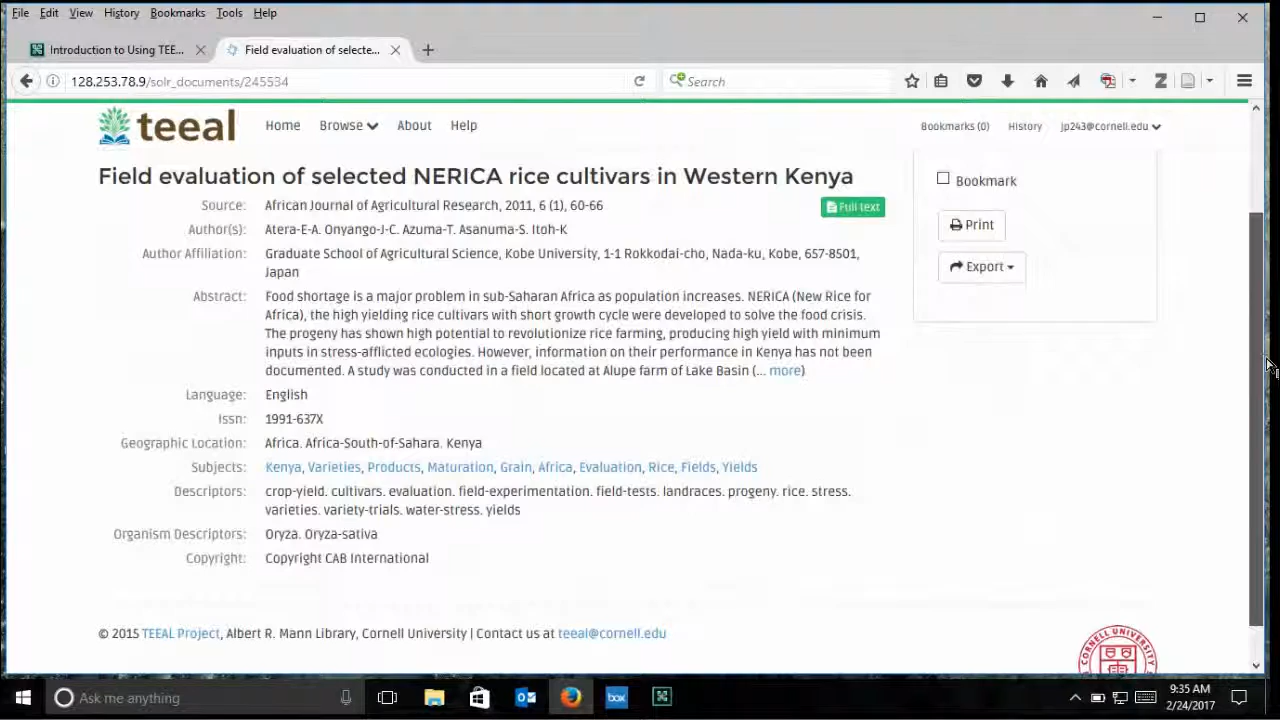 File Edit View History Bookmarks Tools Help
Introduction to Using TEE...
Field evaluation of selecte...
128.253.78.9/solr_documents/245534
Search
teeal Home Browse About Help
Bookmarks (0) History jp243@cornell.edu
Field evaluation of selected NERICA rice cultivars in Western Kenya
Bookmark
Print
Export
Source: African Journal of Agricultural Research, 2011, 6 (1), 60-66
Full text
Author(s): Atera-E-A. Onyango-J-C. Azuma-T. Asanuma-S. Itoh-K
Author Affiliation: Graduate School of Agricultural Science, Kobe University, 1-1 Rokkodai-cho, Nada-ku, Kobe, 657-8501,
Japan
Abstract: Food shortage is a major problem in sub-Saharan Africa as population increases. NERICA (New Rice for
Africa), the high yielding rice cultivars with short growth cycle were developed to solve the food crisis.
The progeny has shown high potential to revolutionize rice farming, producing high yield with minimum
inputs in stress-afflicted ecologies. However, information on their performance in Kenya has not been
documented. A study was conducted in a field located at Alupe farm of Lake Basin (... more)
Language: English
Issn: 1991-637X
Geographic Location: Africa. Africa-South-of-Sahara. Kenya
Subjects: Kenya, Varieties, Products, Maturation, Grain, Africa, Evaluation, Rice, Fields, Yields
Descriptors: crop-yield. cultivars. evaluation. field-experimentation. field-tests. landraces. progeny. rice. stress.
varieties. variety-trials. water-stress. yields
Organism Descriptors: Oryza. Oryza-sativa
Copyright: Copyright CAB International
© 2015 TEEAL Project, Albert R. Mann Library, Cornell University | Contact us at teeal@cornell.edu
CORNELL UNIVERSITY
Ask me anything
box
9:35 AM
2/24/2017